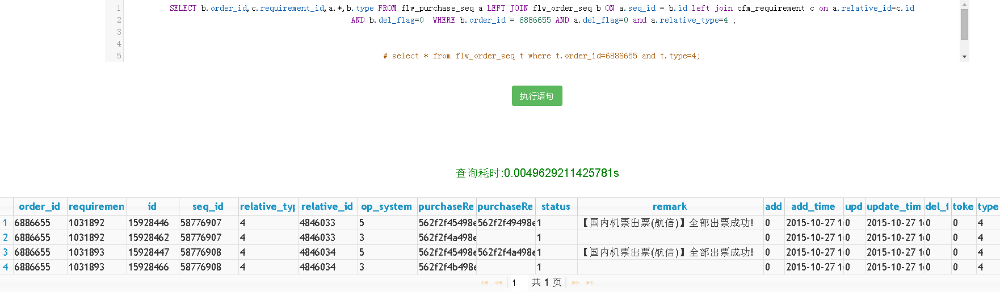 1 SELECT b.order_id,c.requirement_id,a.*,b.type FROM flw_purchase_seq a LEFT JOIN flw_order_seq b ON a.seq_id = b.id left join cfm_requirement c on a.relative_id=c.id
2 AND b.del_flag=0  WHERE b.order_id = 6886655 AND a.del_flag=0 and a.relative_type=4 ;
3
4
5 # select * from flw_order_seq t where t.order_id=6886655 and t.type=4;
执行语句
查询耗时:0.0049629211425781s
order_id requiremen id seq_id relative_typ relative_id op_system purchaseRe purchaseRe status remark add add_time upd update_tim del_f toke type
1 6886655 1031892 15928446 58776907 4 4846033 5 562f2f45498e 562f2f49498e 1 【国内机票出票(航信)】全部出票成功! 0 2015-10-27 1 0 2015-10-27 1 0 0 4
2 6886655 1031892 15928462 58776907 4 4846033 3 562f2f4a498e 1 0 2015-10-27 1 0 2015-10-27 1 0 0 4
3 6886655 1031893 15928447 58776908 4 4846034 5 562f2f45498e 562f2f4a498e 1 【国内机票出票(航信)】全部出票成功! 0 2015-10-27 1 0 2015-10-27 1 0 0 4
4 6886655 1031893 15928466 58776908 4 4846034 3 562f2f4b498e 1 0 2015-10-27 1 0 2015-10-27 1 0 0 4
1 共 1 页